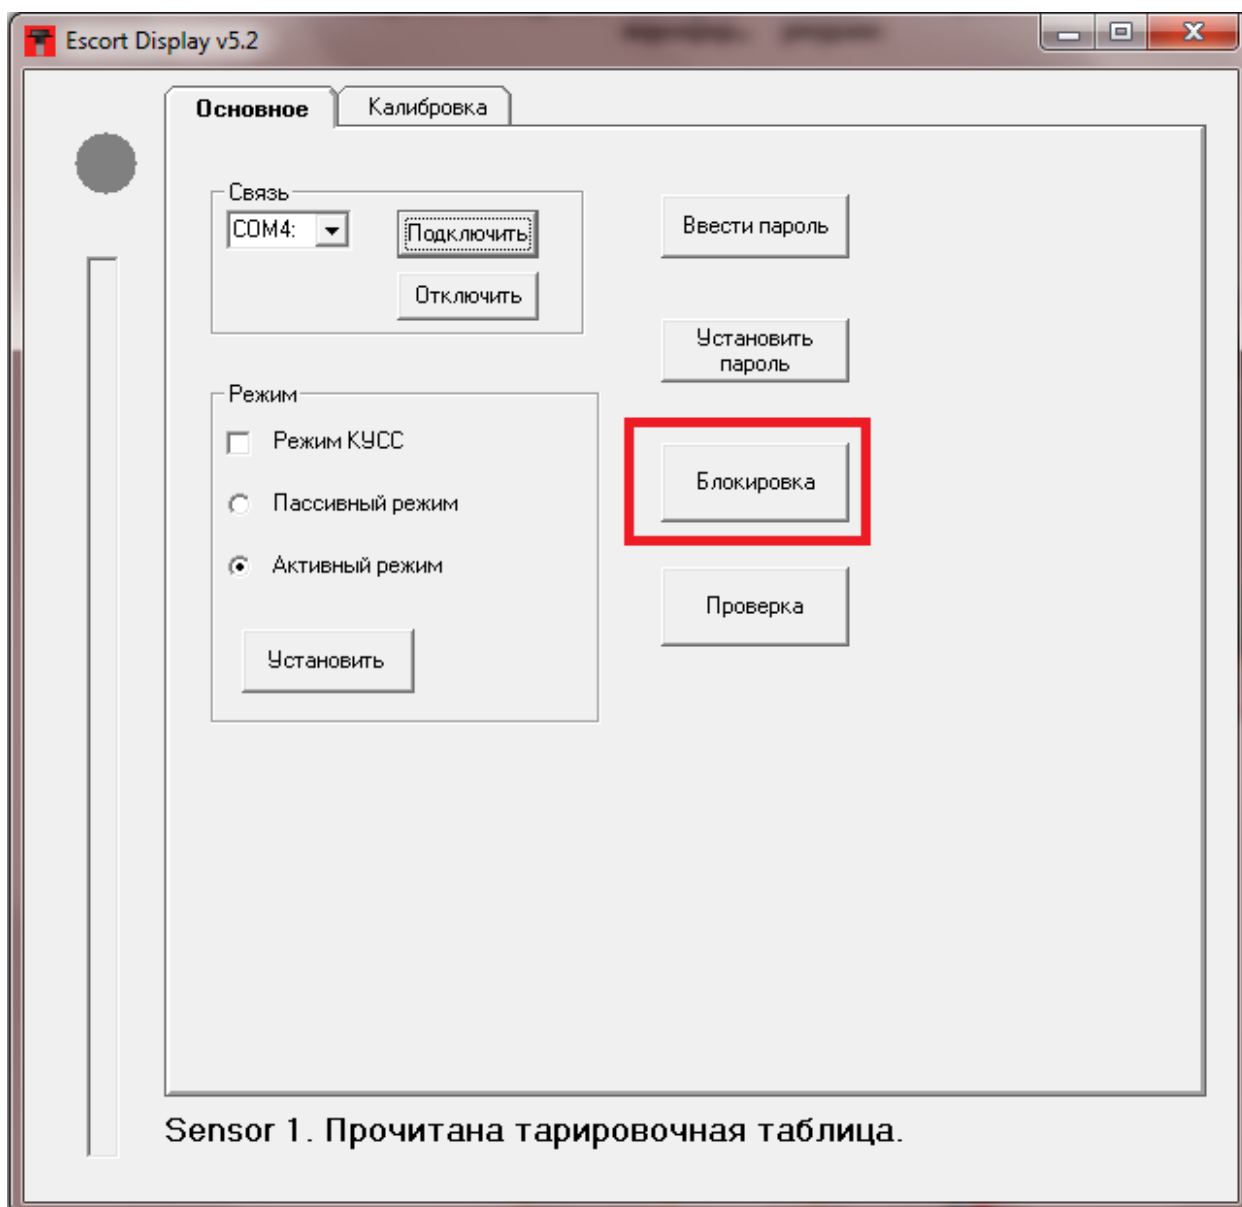 Escort Display v5.2
Основное
Калибровка
Связь
COM4:
Подключить
Отключить
Ввести пароль
Установить
пароль
Режим
Режим КУСС
Пассивный режим
Активный режим
Установить
Блокировка
Проверка
Sensor 1. Прочитана тарировочная таблица.